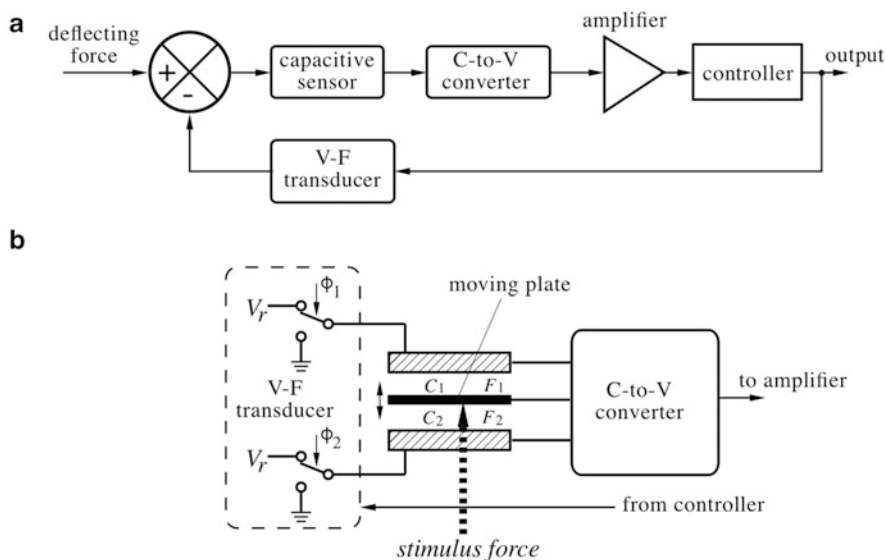 a
deflecting
force
+
-
capacitive
sensor
C-to-V
converter
amplifier
controller
output
V-F
transducer
b
Vr
ϕ1
moving plate
V-F
transducer
C1 F1
C2 F2
C-to-V
converter
to amplifier
Vr
ϕ2
from controller
stimulus force